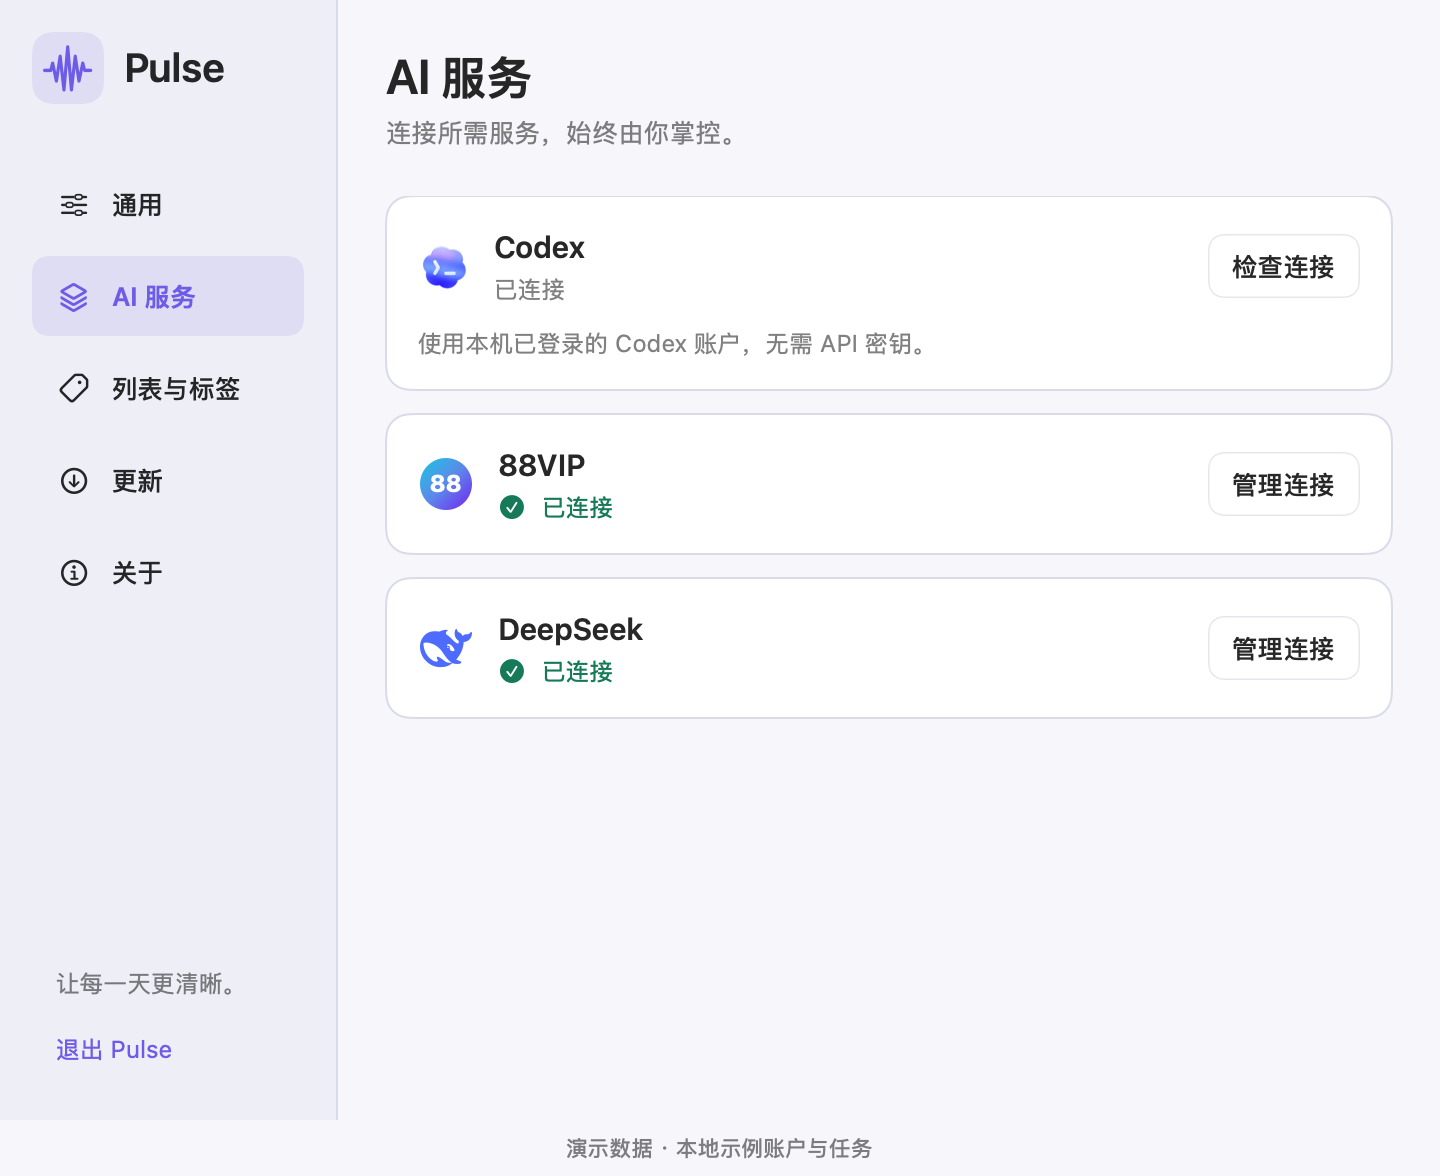 Pulse
通用
AI 服务
列表与标签
更新
关于
让每一天更清晰。
退出 Pulse
AI 服务
连接所需服务，始终由你掌控。
Codex
已连接
检查连接
使用本机已登录的 Codex 账户，无需 API 密钥。
88
88VIP
已连接
管理连接
DeepSeek
已连接
管理连接
演示数据 · 本地示例账户与任务